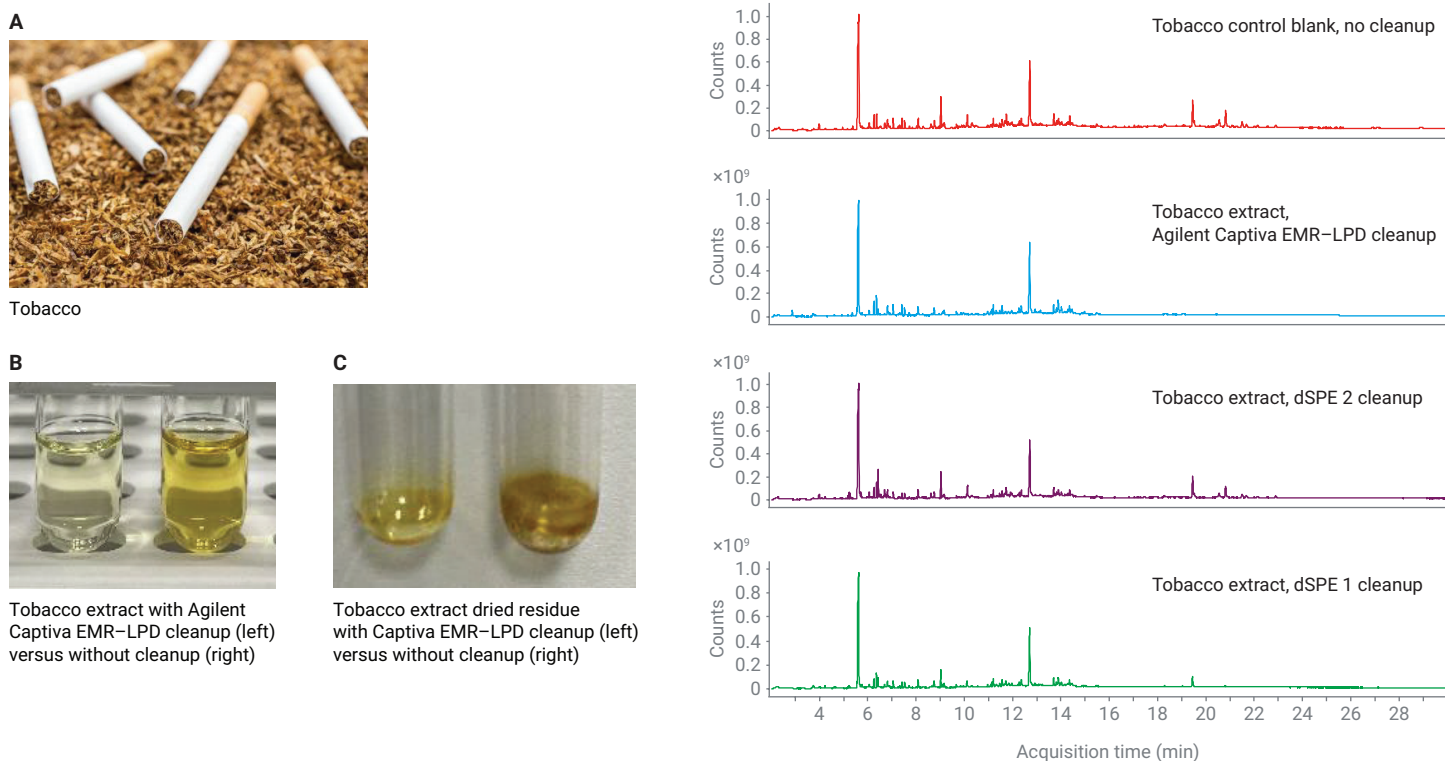 A
Tobacco
B
Tobacco extract with Agilent
Captiva EMR–LPD cleanup (left)
versus without cleanup (right)
C
Tobacco extract dried residue
with Captiva EMR–LPD cleanup (left)
versus without cleanup (right)
Tobacco control blank, no cleanup
Counts
1.0
0.8
0.6
0.4
0.2
0
×10⁹
Tobacco extract,
Agilent Captiva EMR–LPD cleanup
Counts
1.0
0.8
0.6
0.4
0.2
0
×10⁹
Tobacco extract, dSPE 2 cleanup
Counts
1.0
0.8
0.6
0.4
0.2
0
×10⁹
Tobacco extract, dSPE 1 cleanup
Counts
1.0
0.8
0.6
0.4
0.2
0
4 6 8 10 12 14 16 18 20 22 24 26 28
Acquisition time (min)